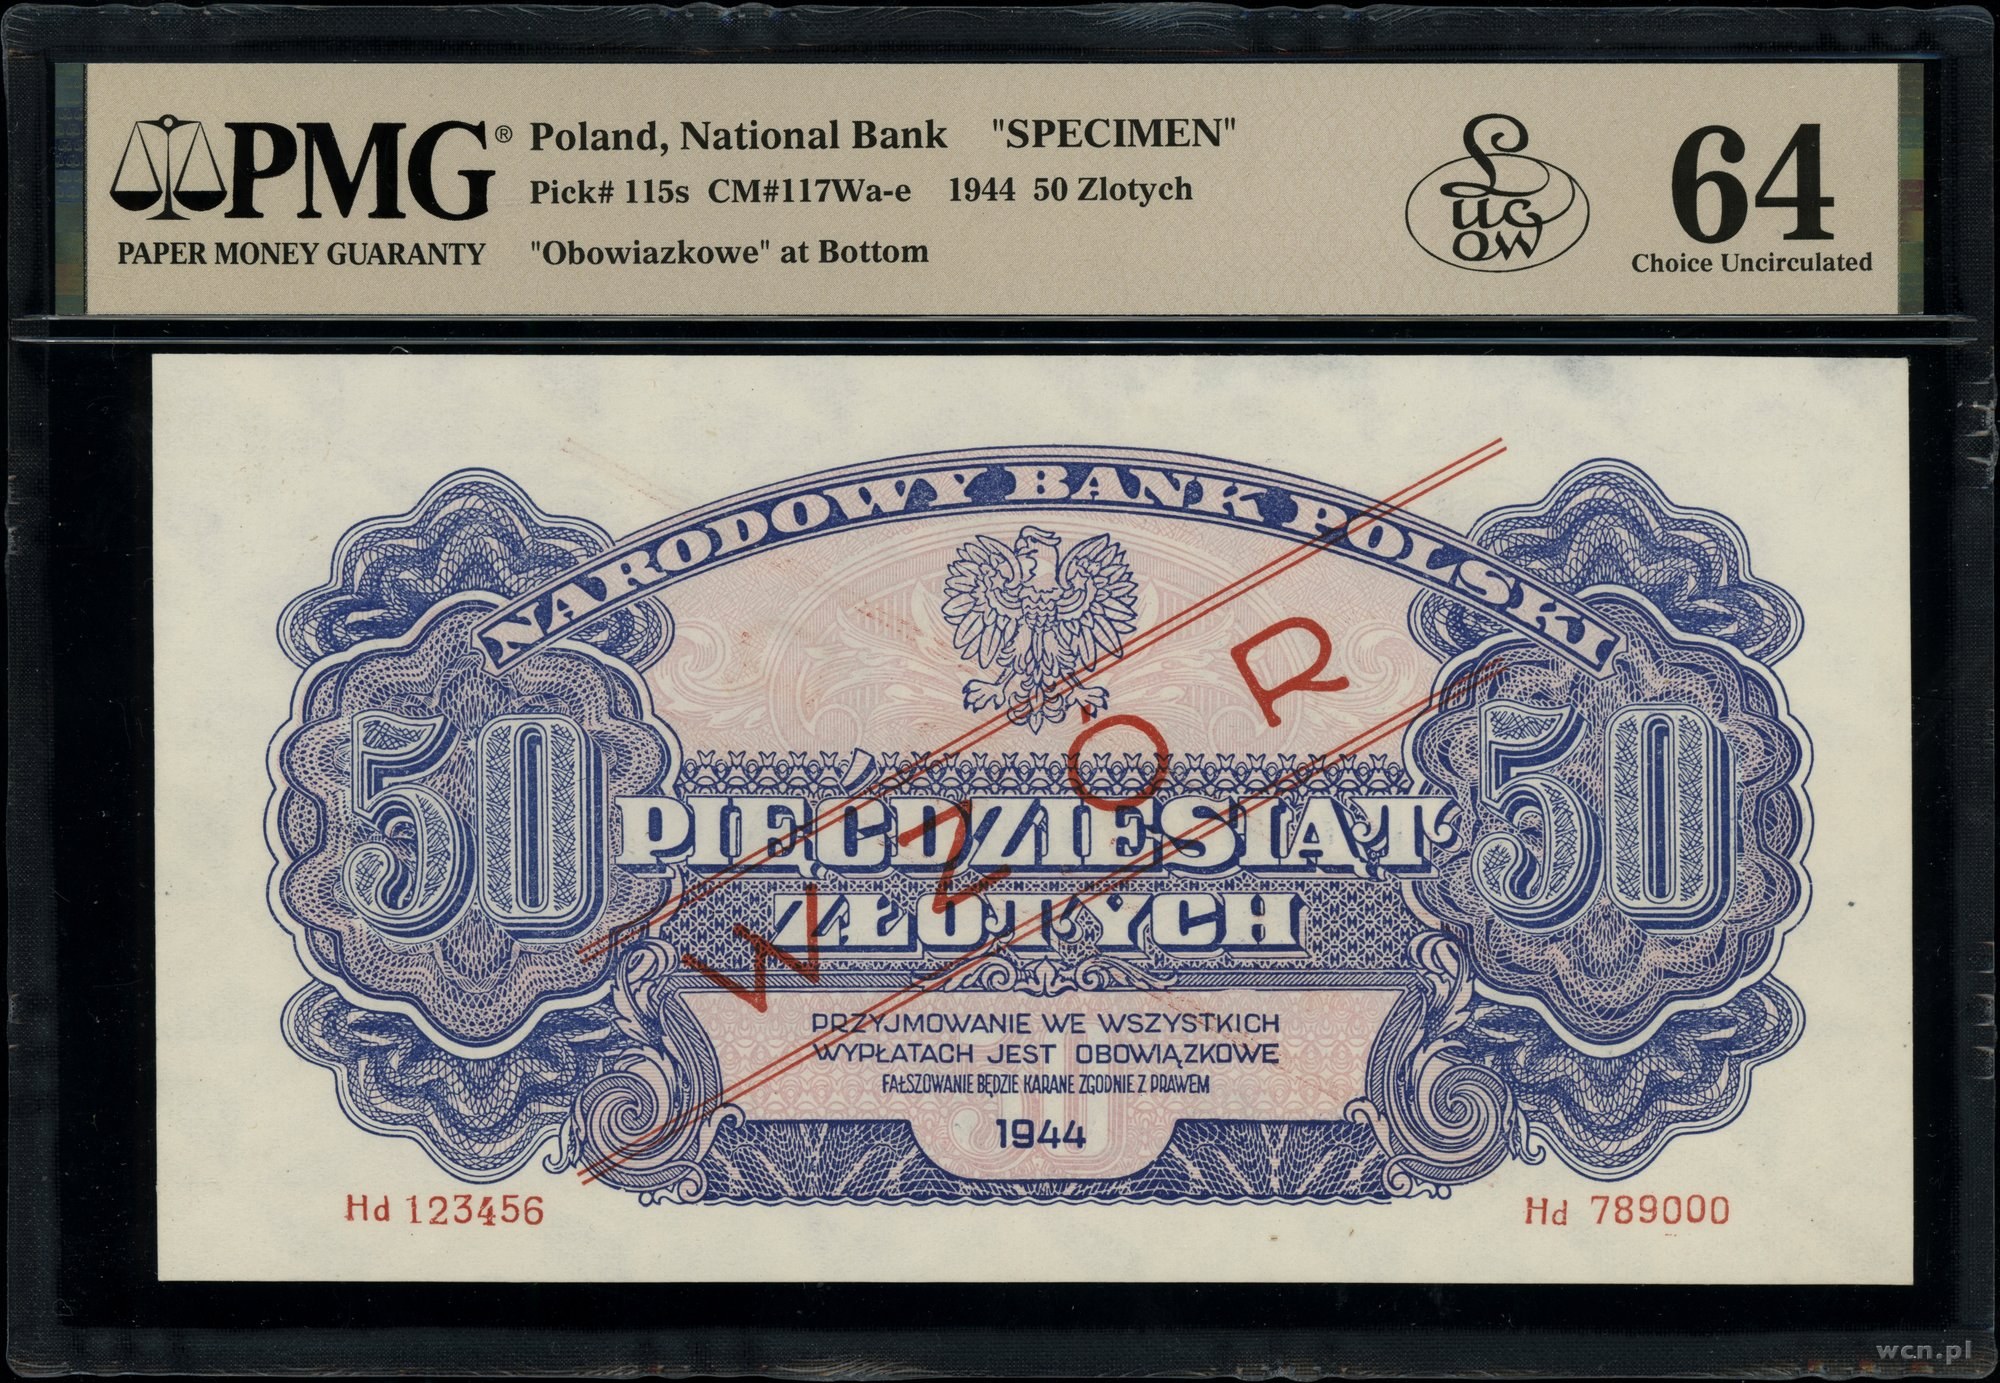 PMG® Poland, National Bank "SPECIMEN"
Pick# 115s CM#117Wa-e 1944 50 Zlotych
PAPER MONEY GUARANTY "Obowiazkowe" at Bottom
Lucow
64
Choice Uncirculated
NARODOWY BANK POLSKI
50 50
PIĘĆDZIESIĄT
ZŁOTYCH
WZÓR
PRZYJMOWANIE WE WSZYSTKICH
WYPŁATACH JEST OBOWIĄZKOWE
FAŁSZOWANIE BĘDZIE KARANE ZGODNIE Z PRAWEM
50
1944
Hd 123456 Hd 789000
wcn.pl